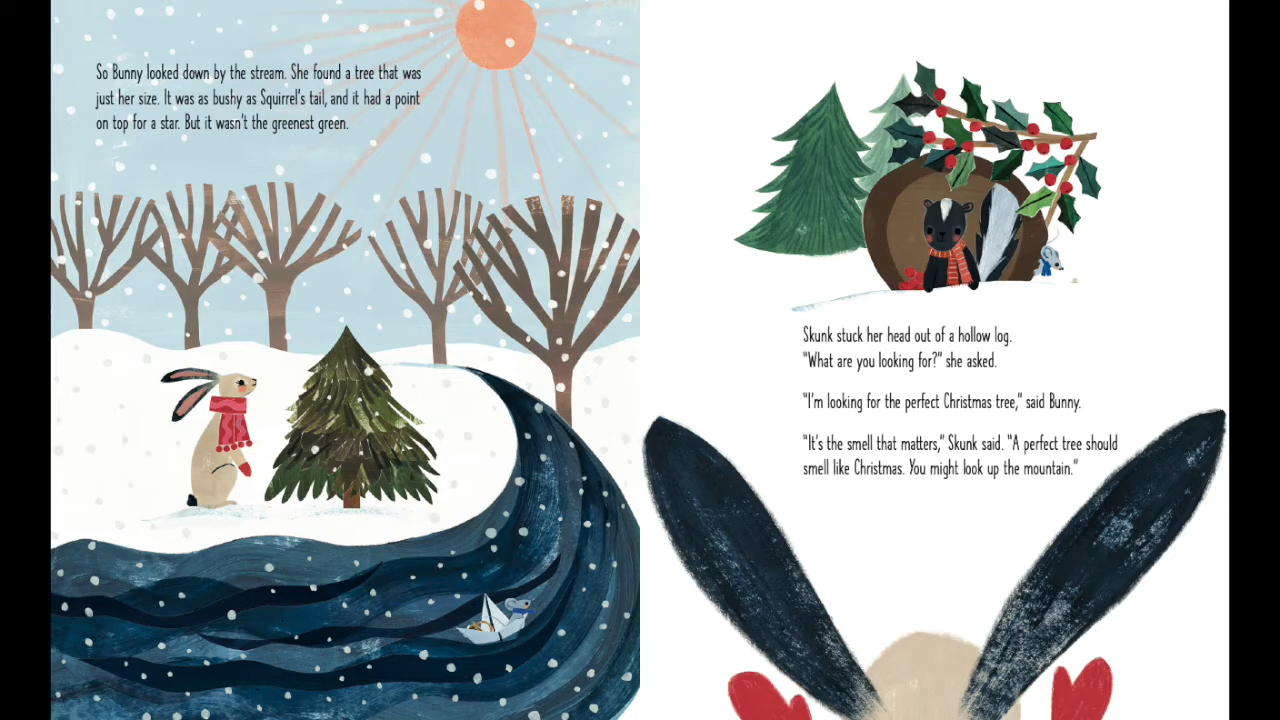 So Bunny looked down by the stream. She found a tree that was
just her size. It was as bushy as Squirrel's tail, and it had a point
on top for a star. But it wasn't the greenest green.
Skunk stuck her head out of a hollow log.
"What are you looking for?" she asked.
"I'm looking for the perfect Christmas tree," said Bunny.
"It's the smell that matters," Skunk said. "A perfect tree should
smell like Christmas. You might look up the mountain."